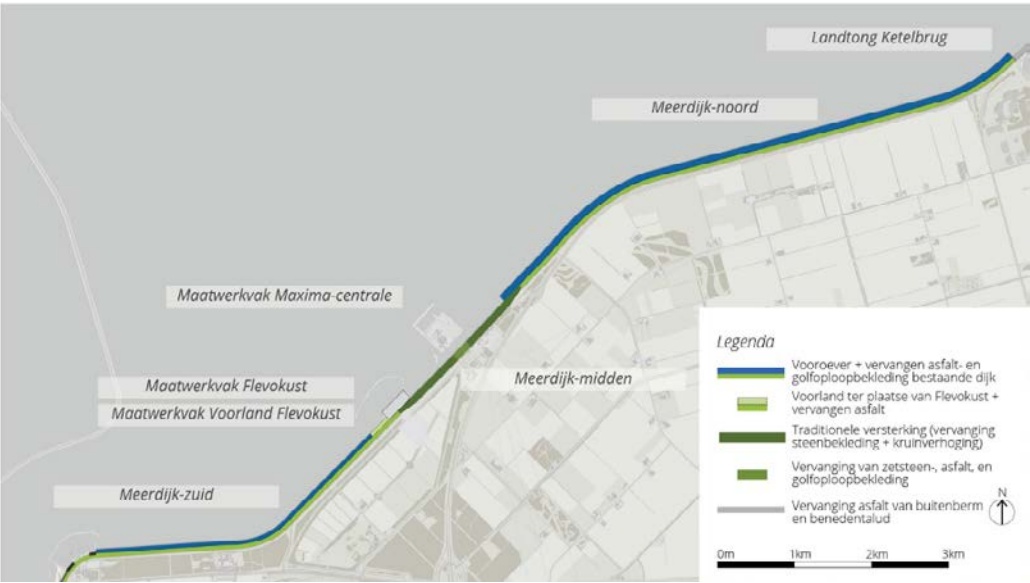 Landtong Ketelbrug
Meerdijk-noord
Maatwerkvak Maxima-centrale
Meerdijk-midden
Maatwerkvak Flevokust
Maatwerkvak Voorland Flevokust
Meerdijk-zuid
Legenda
Vooroever + vervangen asfalt- en
golfoploopbekleding bestaande dijk
Voorland ter plaatse van Flevokust +
vervangen asfalt
Traditionele versterking (vervanging
steenbekleding + kruinverhoging)
Vervanging van zetsteen-, asfalt, en
golfoploopbekleding
Vervanging asfalt van buitenberm
en benedentalud
N
0m 1km 2km 3km